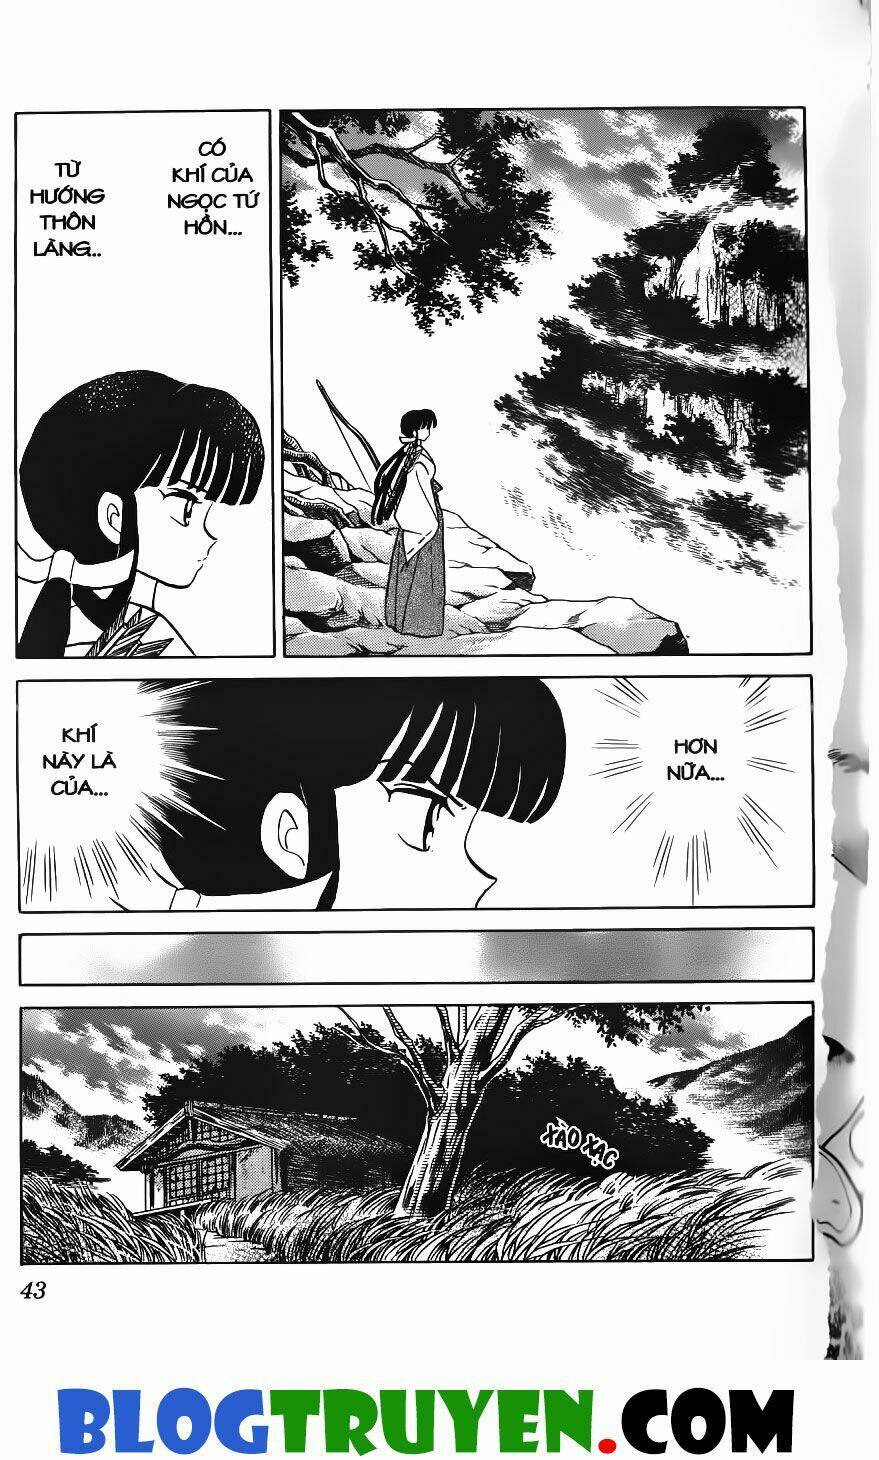 CÓ
KHÍ CỦA
NGỌC TỨ
HỒN...
TỪ
HƯỚNG
THÔN
LÀNG...
HƠN
NỮA...
KHÍ
NÀY LÀ
CỦA...
XÀO XẠC
43
BLOGTRUYEN.COM